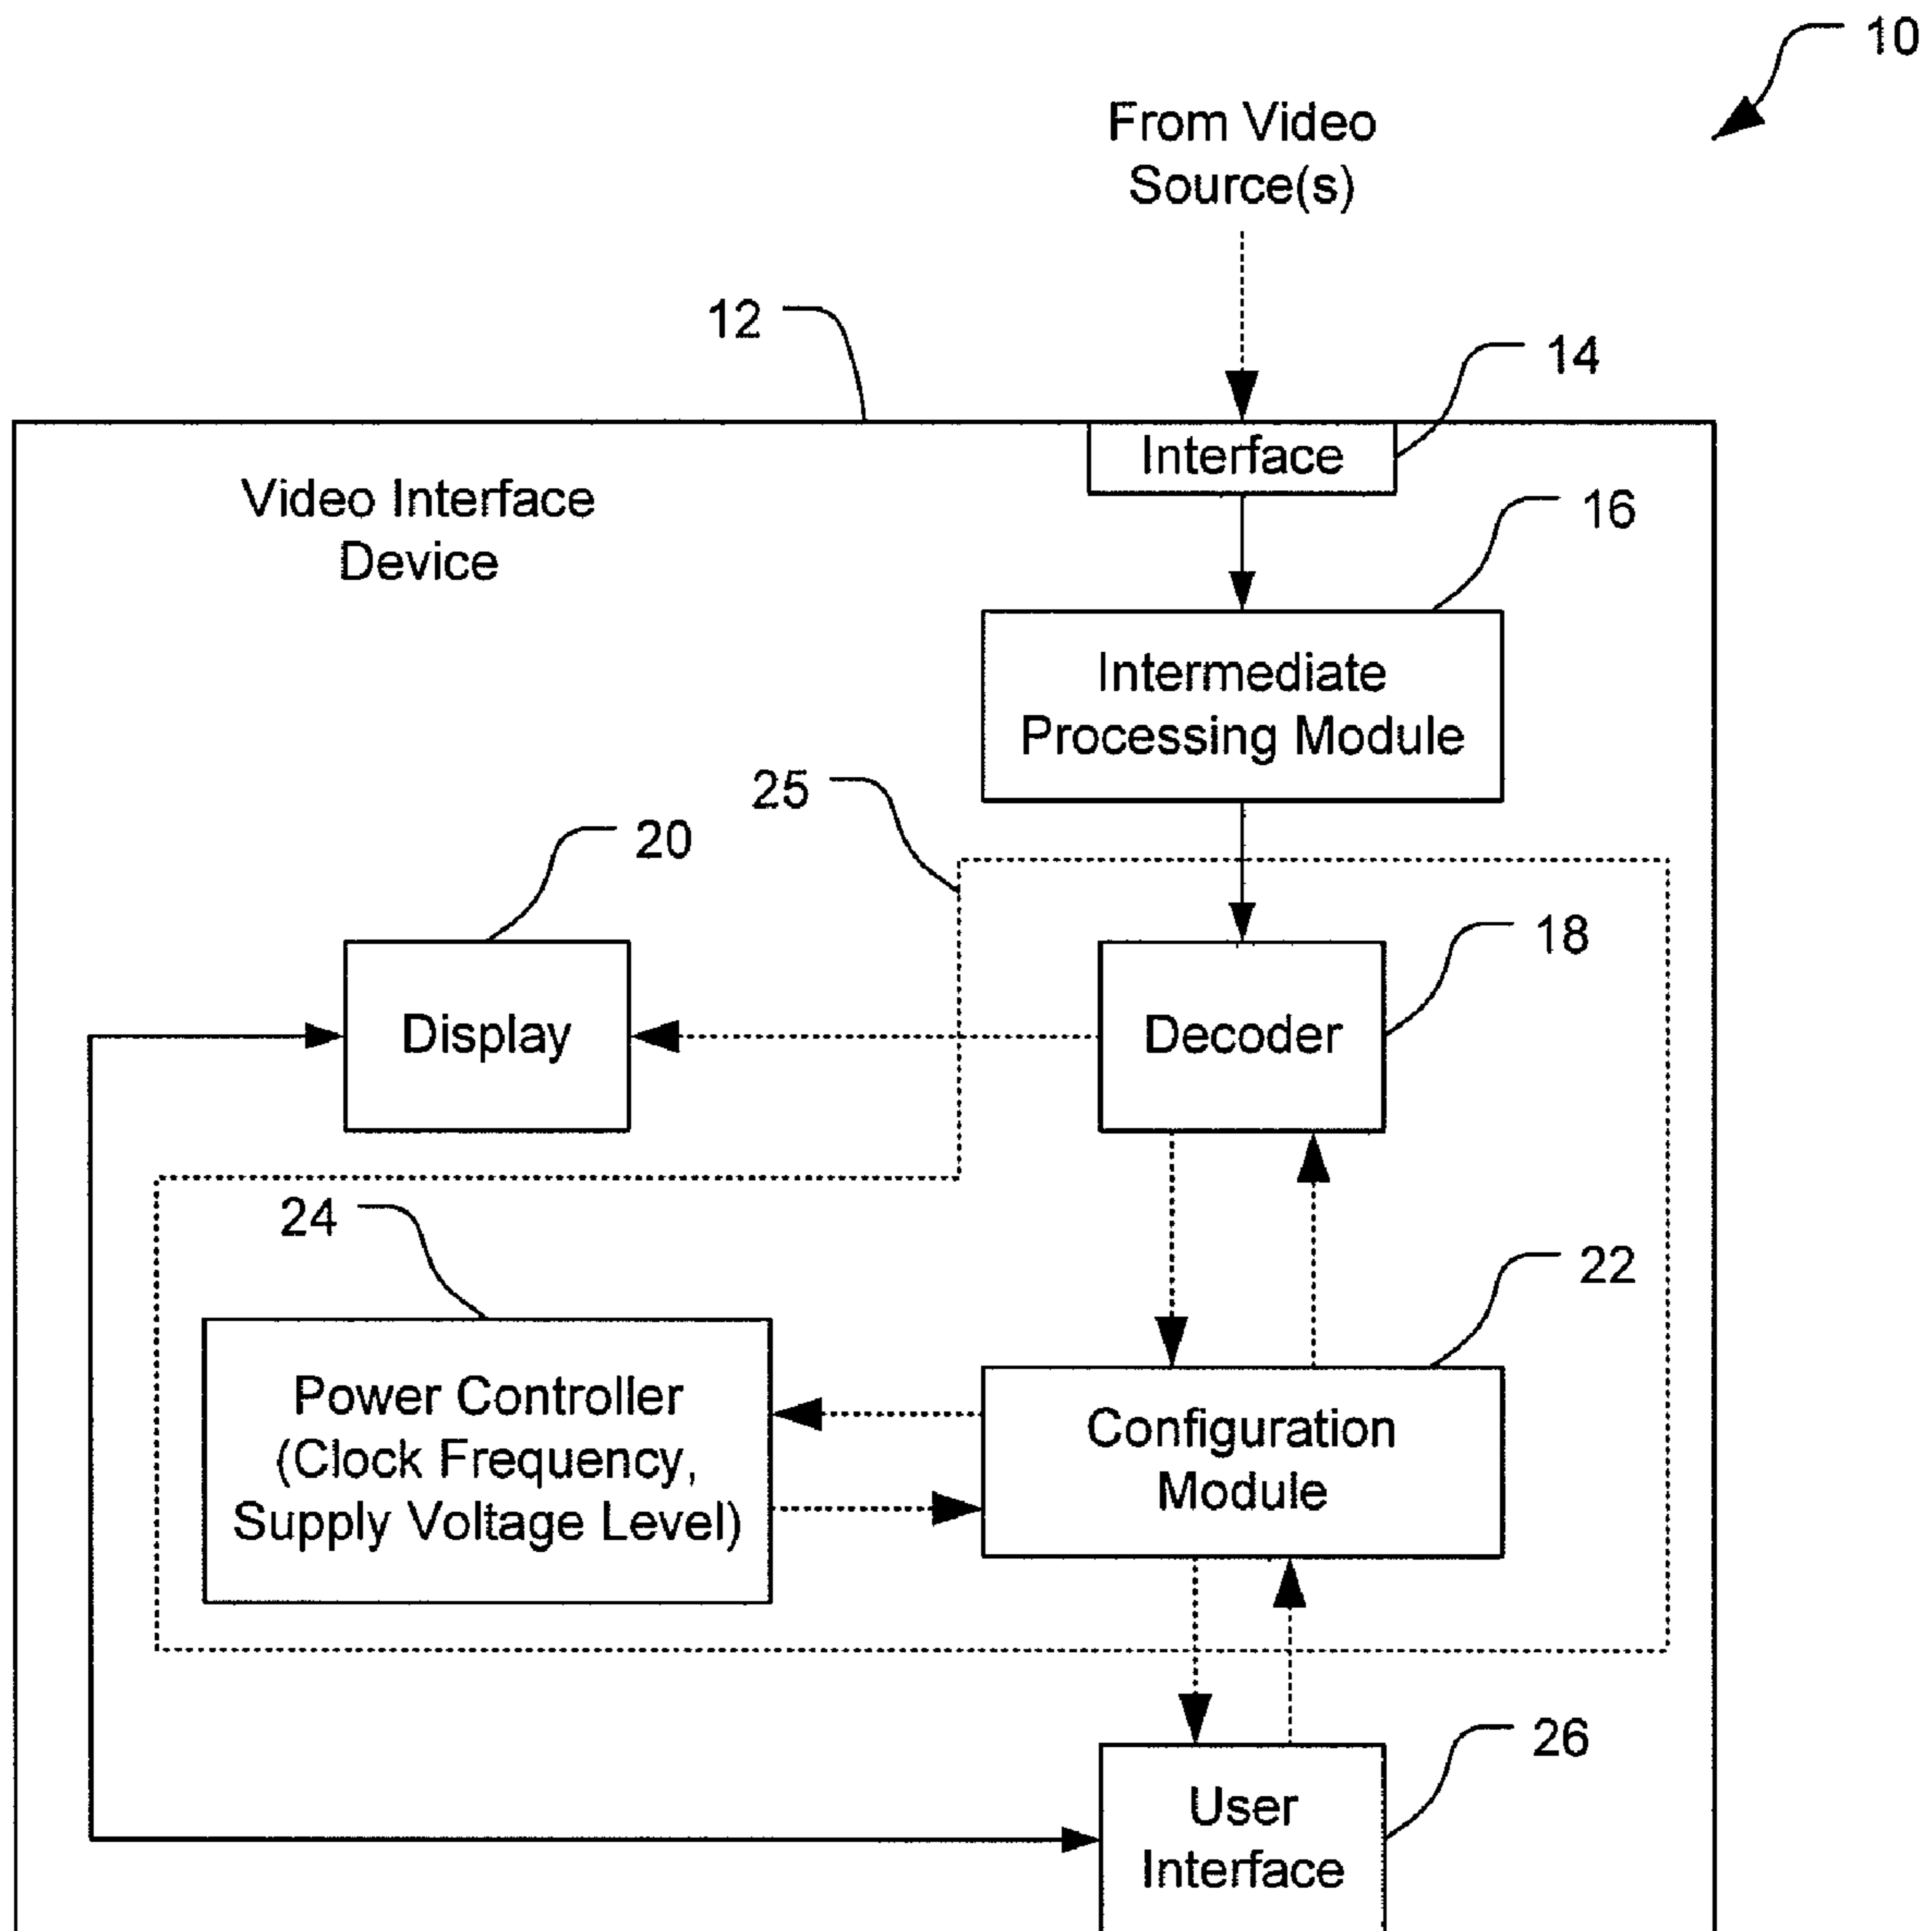 10
From Video
Source(s)
12
14
Interface
Video Interface
Device
16
Intermediate
Processing Module
25
20
18
Display
Decoder
24
22
Power Controller
(Clock Frequency,
Supply Voltage Level)
Configuration
Module
26
User
Interface